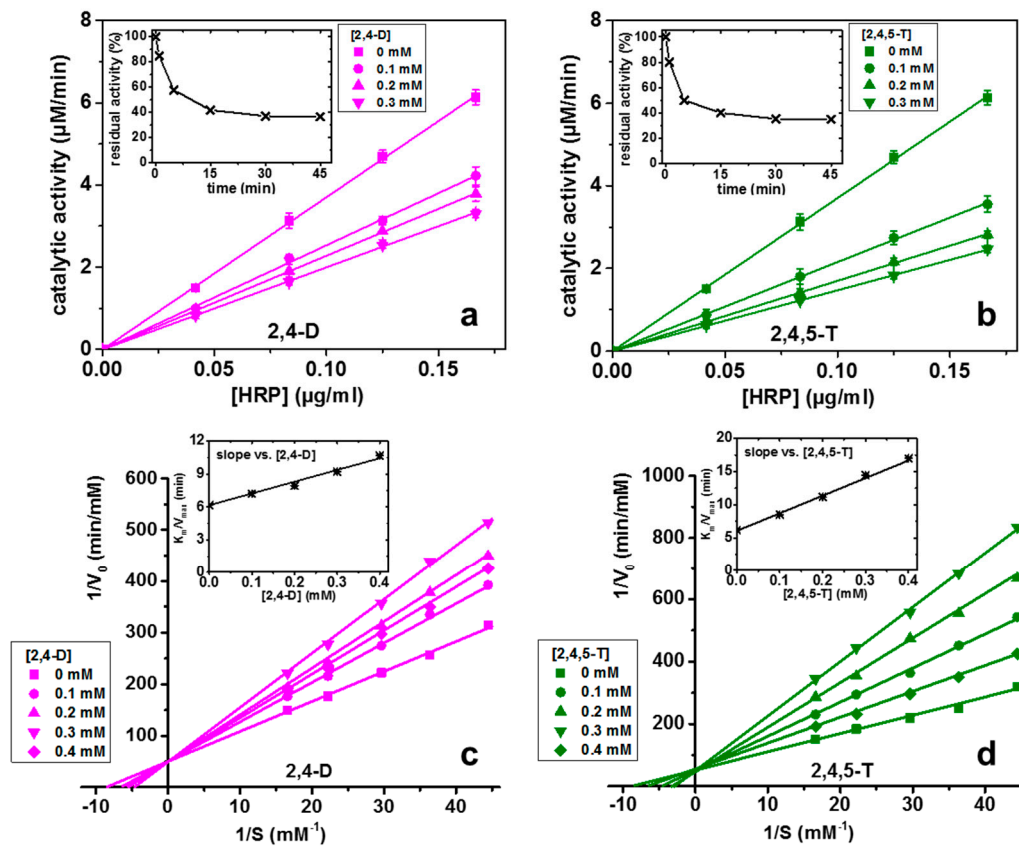 [2,4-D]
0 mM
0.1 mM
0.2 mM
0.3 mM
residual activity (%)
100
80
60
40
20
0
0 15 30 45
time (min)
catalytic activity (µM/min)
8
6
4
2
0
a
2,4-D
0.00 0.05 0.10 0.15
[HRP] (µg/ml)
[2,4,5-T]
0 mM
0.1 mM
0.2 mM
0.3 mM
residual activity (%)
100
80
60
40
20
0
0 15 30 45
time (min)
catalytic activity (µM/min)
8
6
4
2
0
b
2,4,5-T
0.00 0.05 0.10 0.15
[HRP] (µg/ml)
slope vs. [2,4-D]
Km/Vmax (min)
12
9
6
3
0
0.0 0.1 0.2 0.3 0.4
[2,4-D] (mM)
1/V0 (min/mM)
600
500
400
300
200
100
[2,4-D]
0 mM
0.1 mM
0.2 mM
0.3 mM
0.4 mM
c
2,4-D
-10 0 10 20 30 40
1/S (mM-1)
slope vs. [2,4,5-T]
Km/Vmax (min)
20
15
10
5
0
0.0 0.1 0.2 0.3 0.4
[2,4,5-T] (mM)
1/V0 (min/mM)
1000
800
600
400
200
[2,4,5-T]
0 mM
0.1 mM
0.2 mM
0.3 mM
0.4 mM
d
2,4,5-T
-10 0 10 20 30 40
1/S (mM-1)